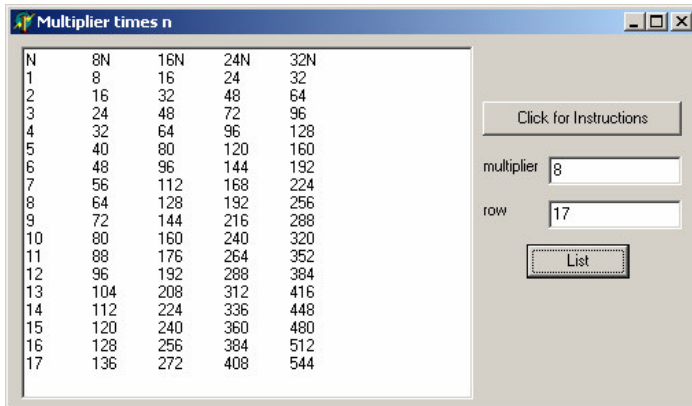 Multiplier times n
N 8N 16N 24N 32N
1 8 16 24 32
2 16 32 48 64
3 24 48 72 96
4 32 64 96 128
5 40 80 120 160
6 48 96 144 192
7 56 112 168 224
8 64 128 192 256
9 72 144 216 288
10 80 160 240 320
11 88 176 264 352
12 96 192 288 384
13 104 208 312 416
14 112 224 336 448
15 120 240 360 480
16 128 256 384 512
17 136 272 408 544
Click for Instructions
multiplier 8
row 17
List